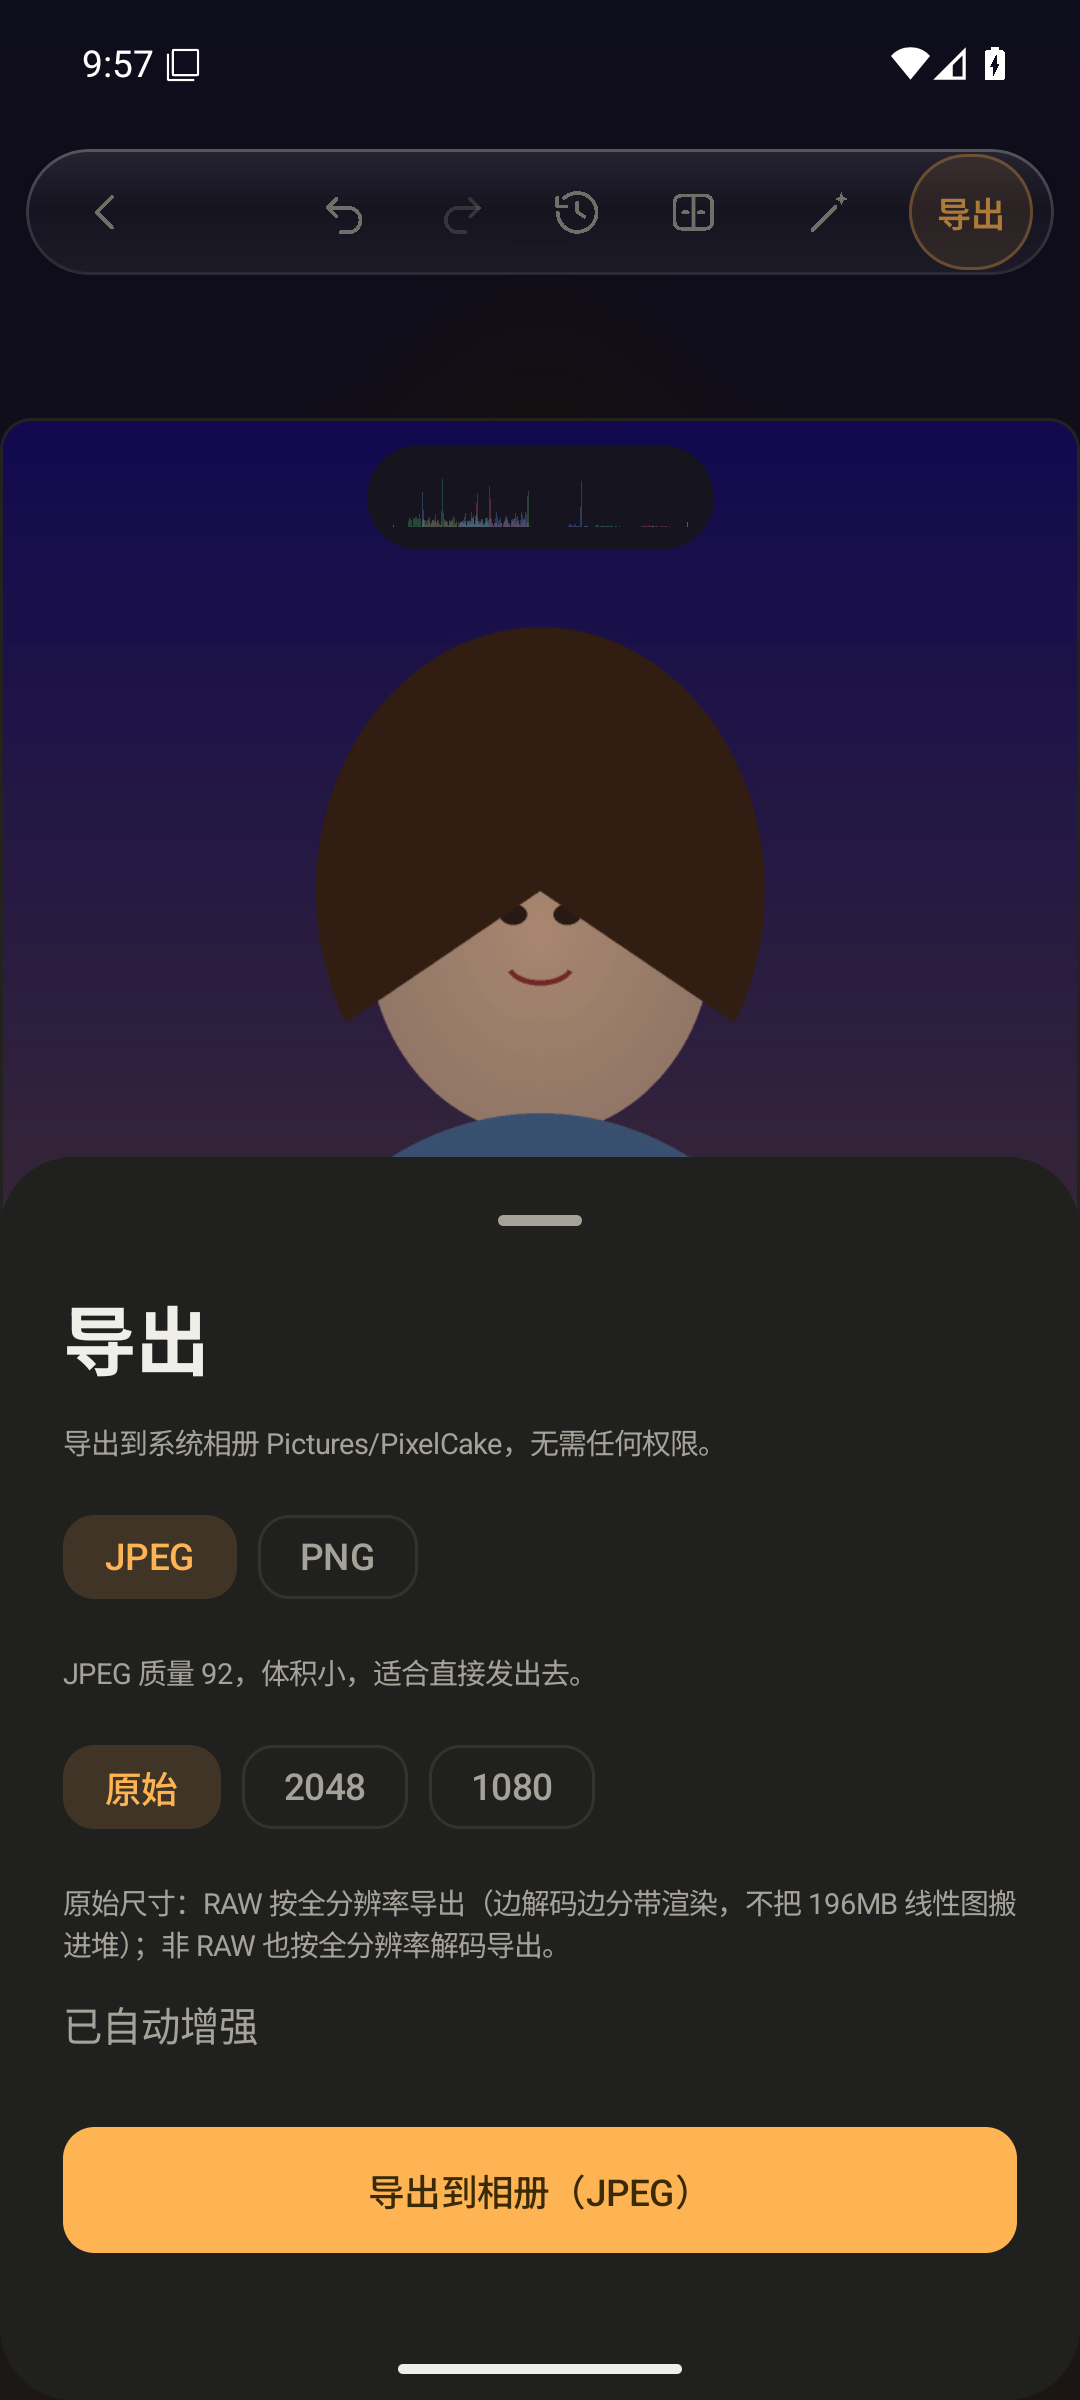 9:57
导出
导出
导出到系统相册 Pictures/PixelCake，无需任何权限。
JPEG
PNG
JPEG 质量 92，体积小，适合直接发出去。
原始
2048
1080
原始尺寸：RAW 按全分辨率导出（边解码边分带渲染，不把 196MB 线性图搬
进堆）；非 RAW 也按全分辨率解码导出。
已自动增强
导出到相册（JPEG）